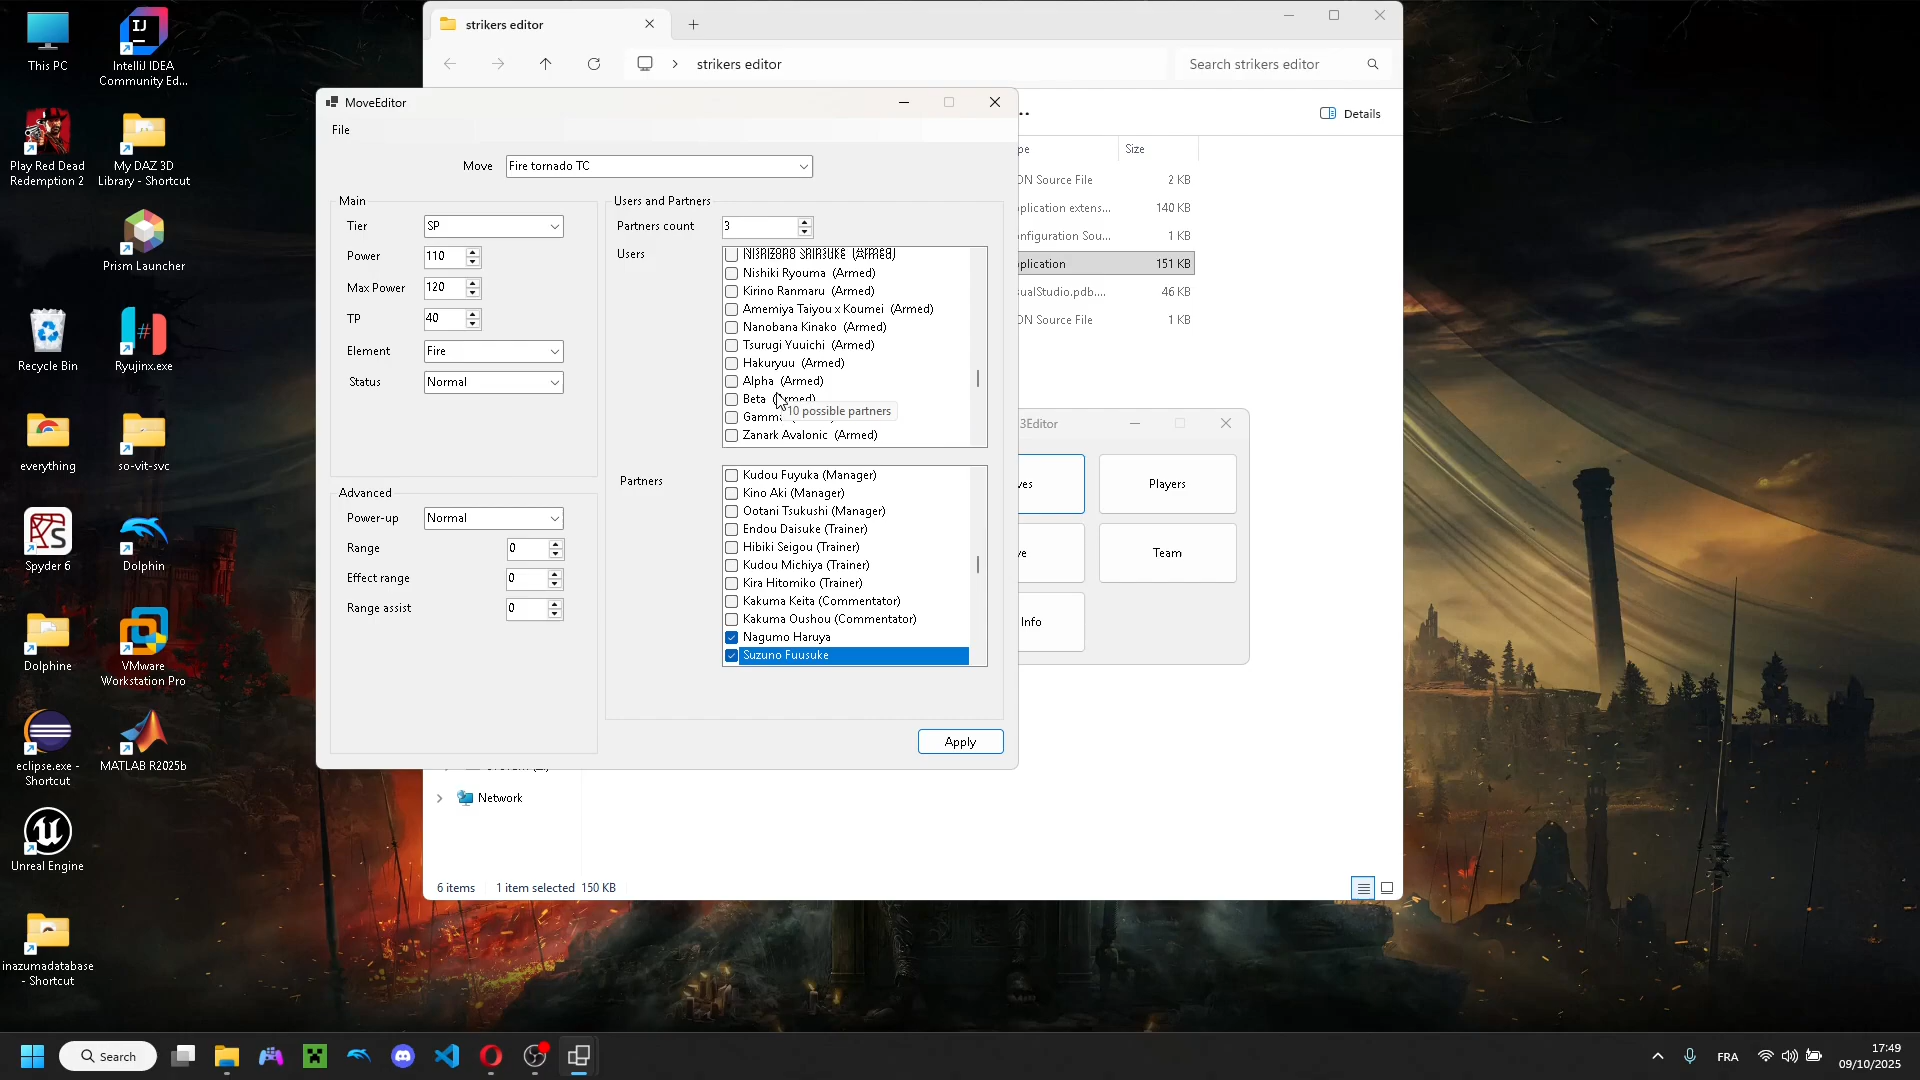 This PC
IntelliJ IDEA
Community Ed...
Play Red Dead
Redemption 2
My DAZ 3D
Library - Shortcut
Prism Launcher
Recycle Bin
Ryujinx.exe
everything
so-vit-svc
Spyder 6
Dolphin
Dolphine
VMware
Workstation Pro
eclipse.exe -
Shortcut
MATLAB R2025b
Unreal Engine
inazumadatabase
- Shortcut
strikers editor
strikers editor
Search strikers editor
Details
pe
Size
ON Source File
2 KB
plication extens...
140 KB
onfiguration Sou...
1 KB
plication
151 KB
sualStudio.pdb....
46 KB
ON Source File
1 KB
MoveEditor
File
Move
Fire tornado TC
Main
Tier
SP
Power
110
Max Power
120
TP
40
Element
Fire
Status
Normal
Advanced
Power-up
Normal
Range
0
Effect range
0
Range assist
0
Users and Partners
Partners count
3
Users
Nishizono Shinsuke (Armed)
Nishiki Ryouma (Armed)
Kirino Ranmaru (Armed)
Amemiya Taiyou x Koumei (Armed)
Nanobana Kinako (Armed)
Tsurugi Yuuichi (Armed)
Hakuryuu (Armed)
Alpha (Armed)
Beta (Armed)
10 possible partners
Gamma
Zanark Avalonic (Armed)
Partners
Kudou Fuyuka (Manager)
Kino Aki (Manager)
Ootani Tsukushi (Manager)
Endou Daisuke (Trainer)
Hibiki Seigou (Trainer)
Kudou Michiya (Trainer)
Kira Hitomiko (Trainer)
Kakuma Keita (Commentator)
Kakuma Oushou (Commentator)
Nagumo Haruya
Suzuno Fuusuke
Apply
3Editor
ves
Players
ve
Team
Info
Network
6 items
1 item selected 150 KB
Search
FRA
17:49
09/10/2025